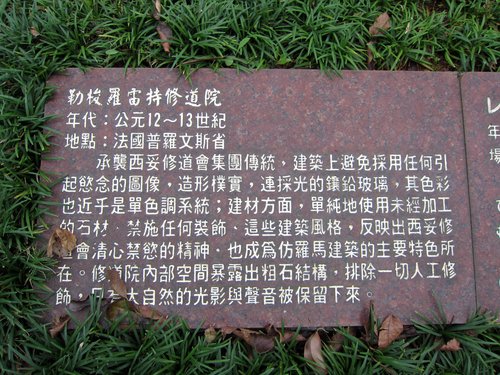 勒梭羅雷特修道院
年代：公元12～13世紀
地點：法國普羅文斯省
承襲西妥修道會集團傳統，建築上避免採用任何引
起慾念的圖像，造形樸實，連採光的鑲鉛玻璃，其色彩
也近乎是單色調系統；建材方面，單純地使用未經加工
的石材、禁施任何裝飾、這些建築風格，反映出西妥修
道會清心禁慾的精神，也成為仿羅馬建築的主要特色所
在。修道院內部空間暴露出粗石結構，排除一切人工修
飾，只有大自然的光影與聲音被保留下來。
年
場